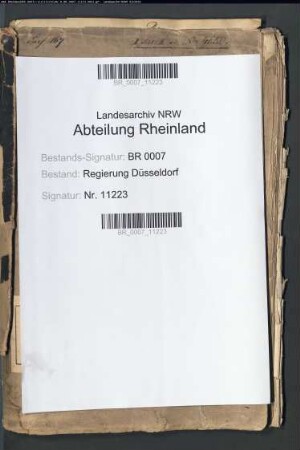 BR_0007_11223
Landesarchiv NRW
Abteilung Rheinland
Bestands-Signatur: BR 0007
Bestand: Regierung Düsseldorf
Signatur: Nr. 11223
BR_0007_11223